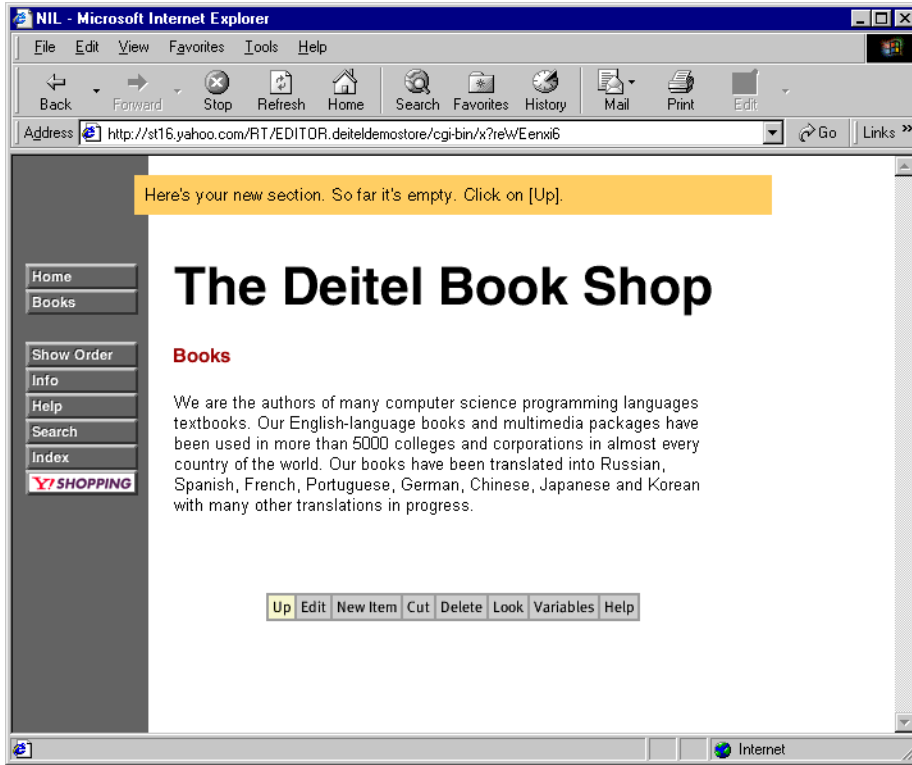 NIL - Microsoft Internet Explorer
File Edit View Favorites Tools Help
Back Forward Stop Refresh Home Search Favorites History Mail Print Edit
Address http://st16.yahoo.com/RT/EDITOR.deiteldemostore/cgi-bin/x?reWEenxi6 Go Links »
Here's your new section. So far it's empty. Click on [Up].
Home
Books
Show Order
Info
Help
Search
Index
Y! SHOPPING
The Deitel Book Shop
Books
We are the authors of many computer science programming languages
textbooks. Our English-language books and multimedia packages have
been used in more than 5000 colleges and corporations in almost every
country of the world. Our books have been translated into Russian,
Spanish, French, Portuguese, German, Chinese, Japanese and Korean
with many other translations in progress.
Up Edit New Item Cut Delete Look Variables Help
Internet